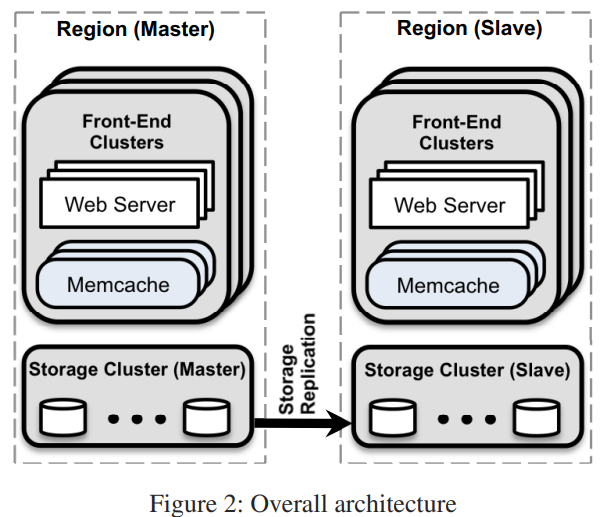 Region (Master)
Front-End
Clusters
Web Server
Memcache
Storage Cluster (Master)
Storage
Replication
Region (Slave)
Front-End
Clusters
Web Server
Memcache
Storage Cluster (Slave)
Figure 2: Overall architecture